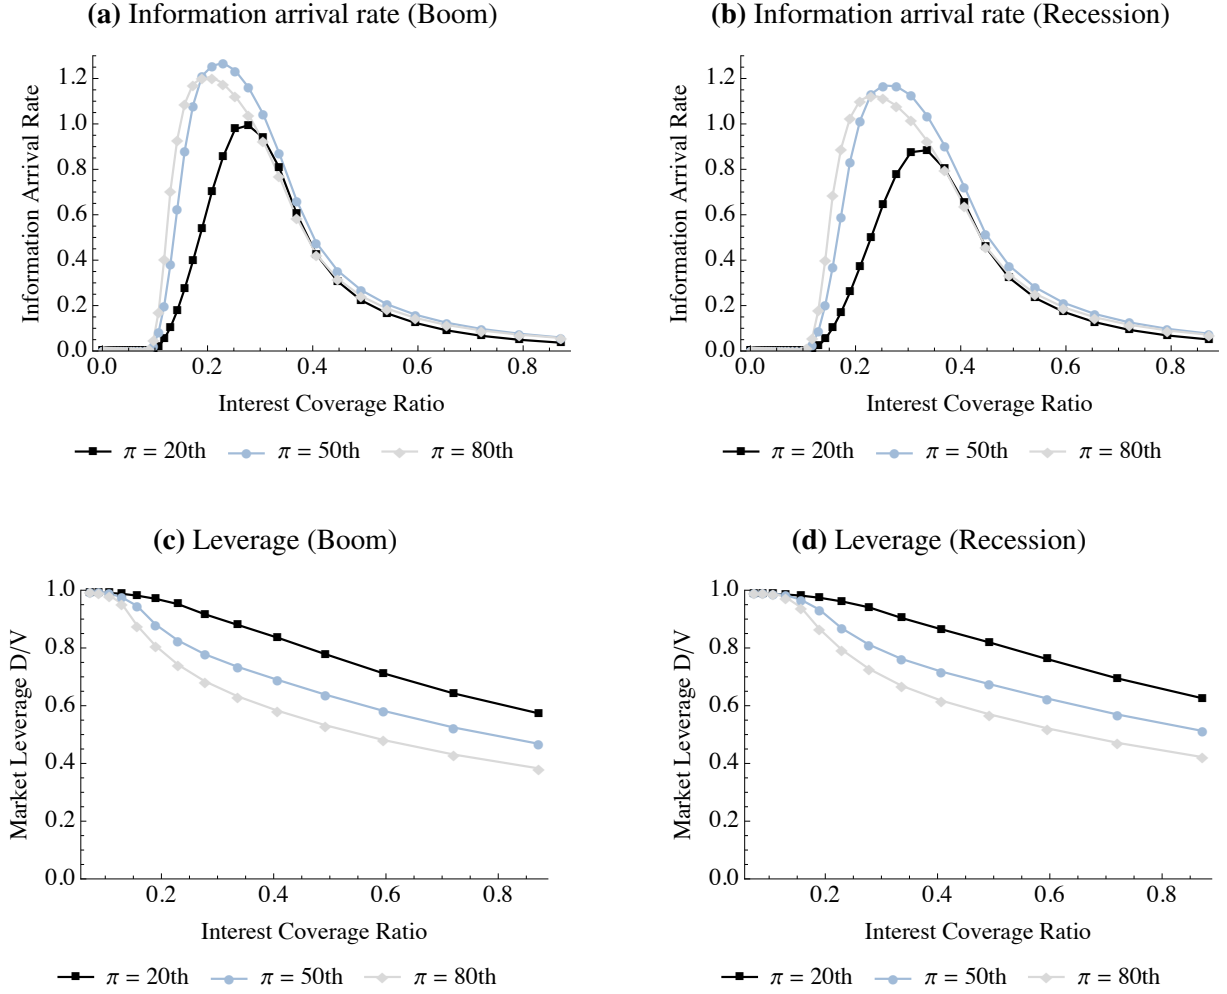 (a) Information arrival rate (Boom)
Information Arrival Rate
1.2
1.0
0.8
0.6
0.4
0.2
0.0
0.0 0.2 0.4 0.6 0.8
Interest Coverage Ratio
π = 20th π = 50th π = 80th
(b) Information arrival rate (Recession)
Information Arrival Rate
1.2
1.0
0.8
0.6
0.4
0.2
0.0
0.0 0.2 0.4 0.6 0.8
Interest Coverage Ratio
π = 20th π = 50th π = 80th
(c) Leverage (Boom)
Market Leverage D/V
1.0
0.8
0.6
0.4
0.2
0.0
0.2 0.4 0.6 0.8
Interest Coverage Ratio
π = 20th π = 50th π = 80th
(d) Leverage (Recession)
Market Leverage D/V
1.0
0.8
0.6
0.4
0.2
0.0
0.2 0.4 0.6 0.8
Interest Coverage Ratio
π = 20th π = 50th π = 80th